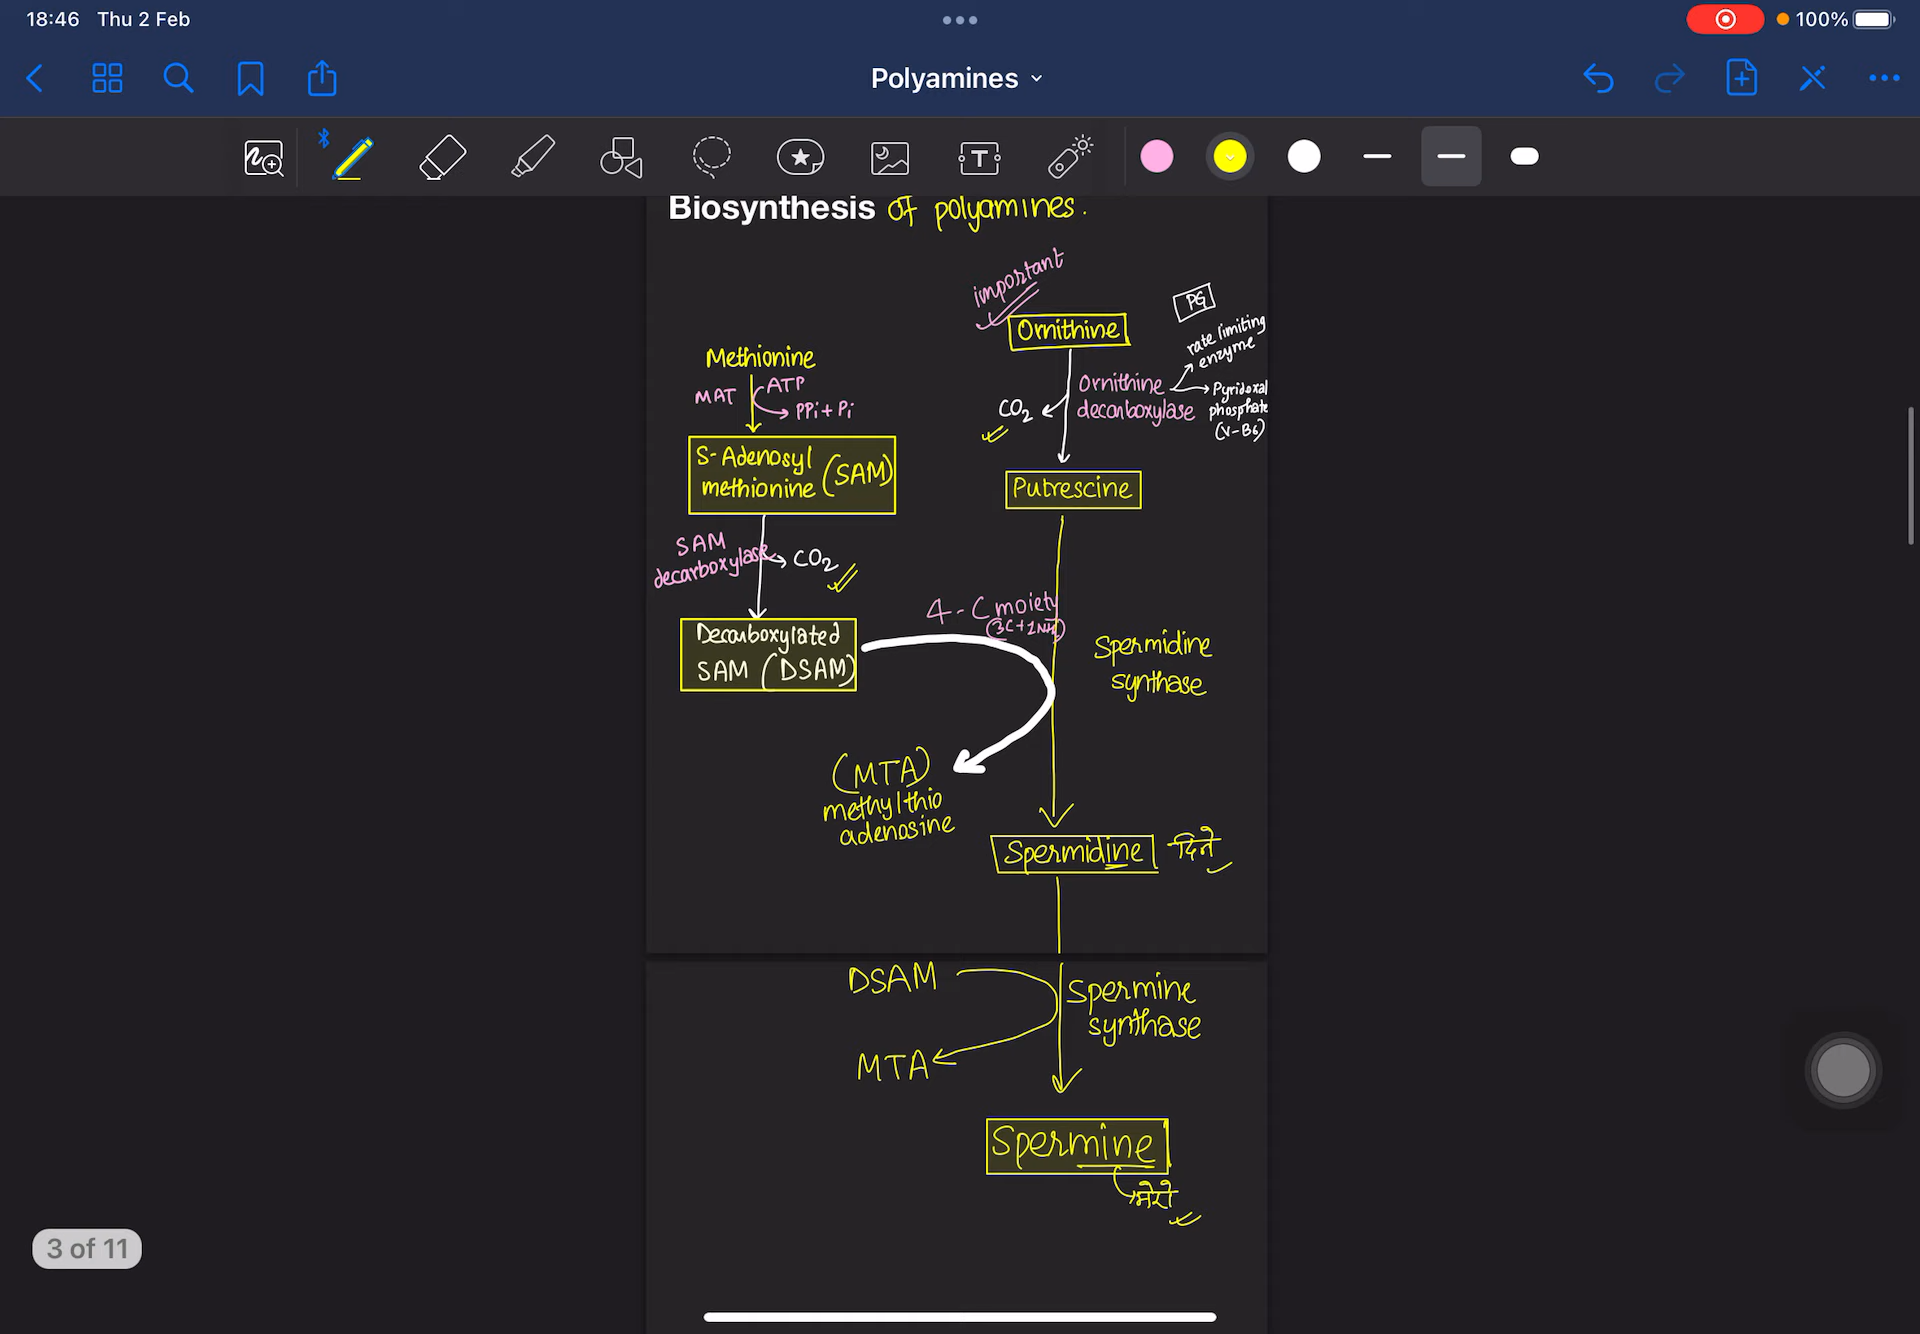 18:46 Thu 2 Feb
100%
Polyamines
T
Biosynthesis of polyamines.
important
PG
Ornithine
rate limiting
enzyme
Methionine
MAT
ATP
PPi + Pi
Ornithine
decarboxylase
Pyridoxal
phosphate
(V-B6)
CO2
S-Adenosyl
methionine (SAM)
Putrescine
SAM
decarboxylase
CO2
4-C moiety
Decarboxylated
SAM (DSAM)
Spermidine
synthase
(MTA)
methylthio
adenosine
Spermidine
दिने
DSAM
Spermine
synthase
MTA
Spermine
3 of 11